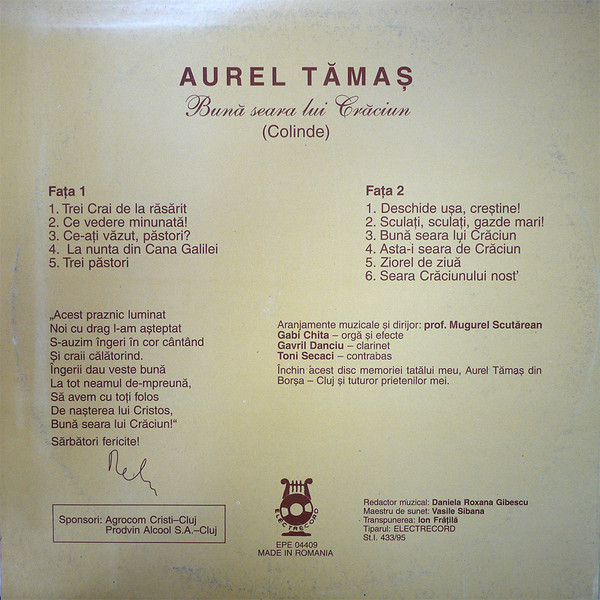 AUREL TĂMAȘ
Bună seara lui Crăciun
(Colinde)
Fața 1
1. Trei Crai de la răsărit
2. Ce vedere minunată!
3. Ce-ați văzut, păstori?
4. La nunta din Cana Galilei
5. Trei păstori
Fața 2
1. Deschide ușa, creștine!
2. Sculați, sculați, gazde mari!
3. Bună seara lui Crăciun
4. Asta-i seara de Crăciun
5. Ziorel de ziuă
6. Seara Crăciunului nost'
„Acest praznic luminat
Noi cu drag l-am așteptat
S-auzim îngeri în cor cântând
Și craii călătorind.
Îngerii dau veste bună
La tot neamul de-mpreună,
Să avem cu toți folos
De nașterea lui Cristos,
Bună seara lui Crăciun!“
Sărbători fericite!
Aranjamente muzicale și dirijor: prof. Mugurel Scutărean
Gabi Chita – orgă și efecte
Gavril Danciu – clarinet
Toni Secaci – contrabas
Închin acest disc memoriei tatălui meu, Aurel Tămaș din
Borșa – Cluj și tuturor prietenilor mei.
Sponsori: Agrocom Cristi–Cluj
Prodvin Alcool S.A.–Cluj
ELECTRECORD
EPE 04409
MADE IN ROMANIA
Redactor muzical: Daniela Roxana Gibescu
Maestru de sunet: Vasile Sibana
Transpunerea: Ion Frățilă
Tiparul: ELECTRECORD
St.I. 433/95